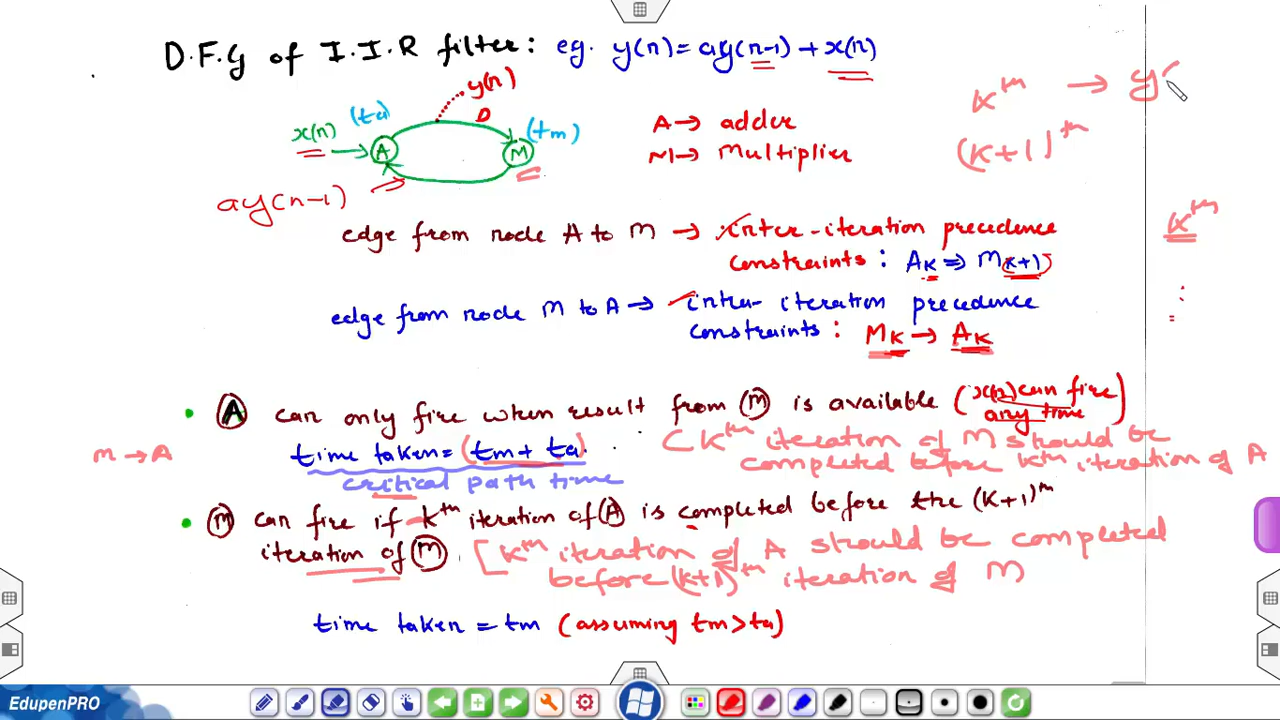 D.F.G of I.I.R filter: eg. y(n) = ay(n-1) + x(n)
kth → y
(k+1)th
y(n)
(ta) D (tm)
x(n) A M
A → adder
M → Multiplier
ay(n-1)
kth
edge from node A to M → inter-iteration precedence
constraints : AK ⇒ MK+1
edge from node M to A → intra-iteration precedence
constraints : MK → AK
• A can only fire when result from M is available (x(n) can fire
any time)
m → A
time taken = (tm + ta)
critical path time
(Kth iteration of M should be
completed before kth iteration of A
• M can fire if kth iteration of A is completed before the (K+1)th
iteration of M
[Kth iteration of A should be completed
before (k+1)th iteration of M
time taken = tm (assuming tm > ta)
EdupenPRO